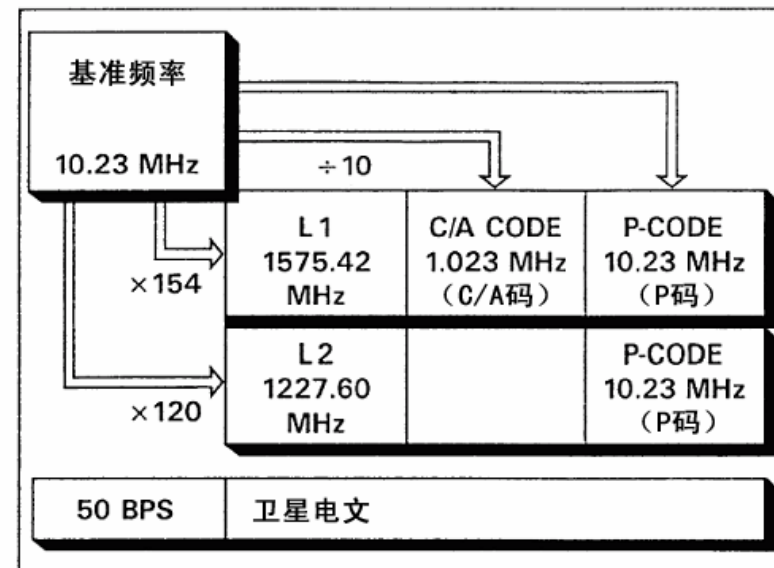 基准频率
10.23 MHz
÷10
×154
×120
L1
1575.42
MHz
C/A CODE
1.023 MHz
（C/A码）
P-CODE
10.23 MHz
（P码）
L2
1227.60
MHz
P-CODE
10.23 MHz
（P码）
50 BPS
卫星电文